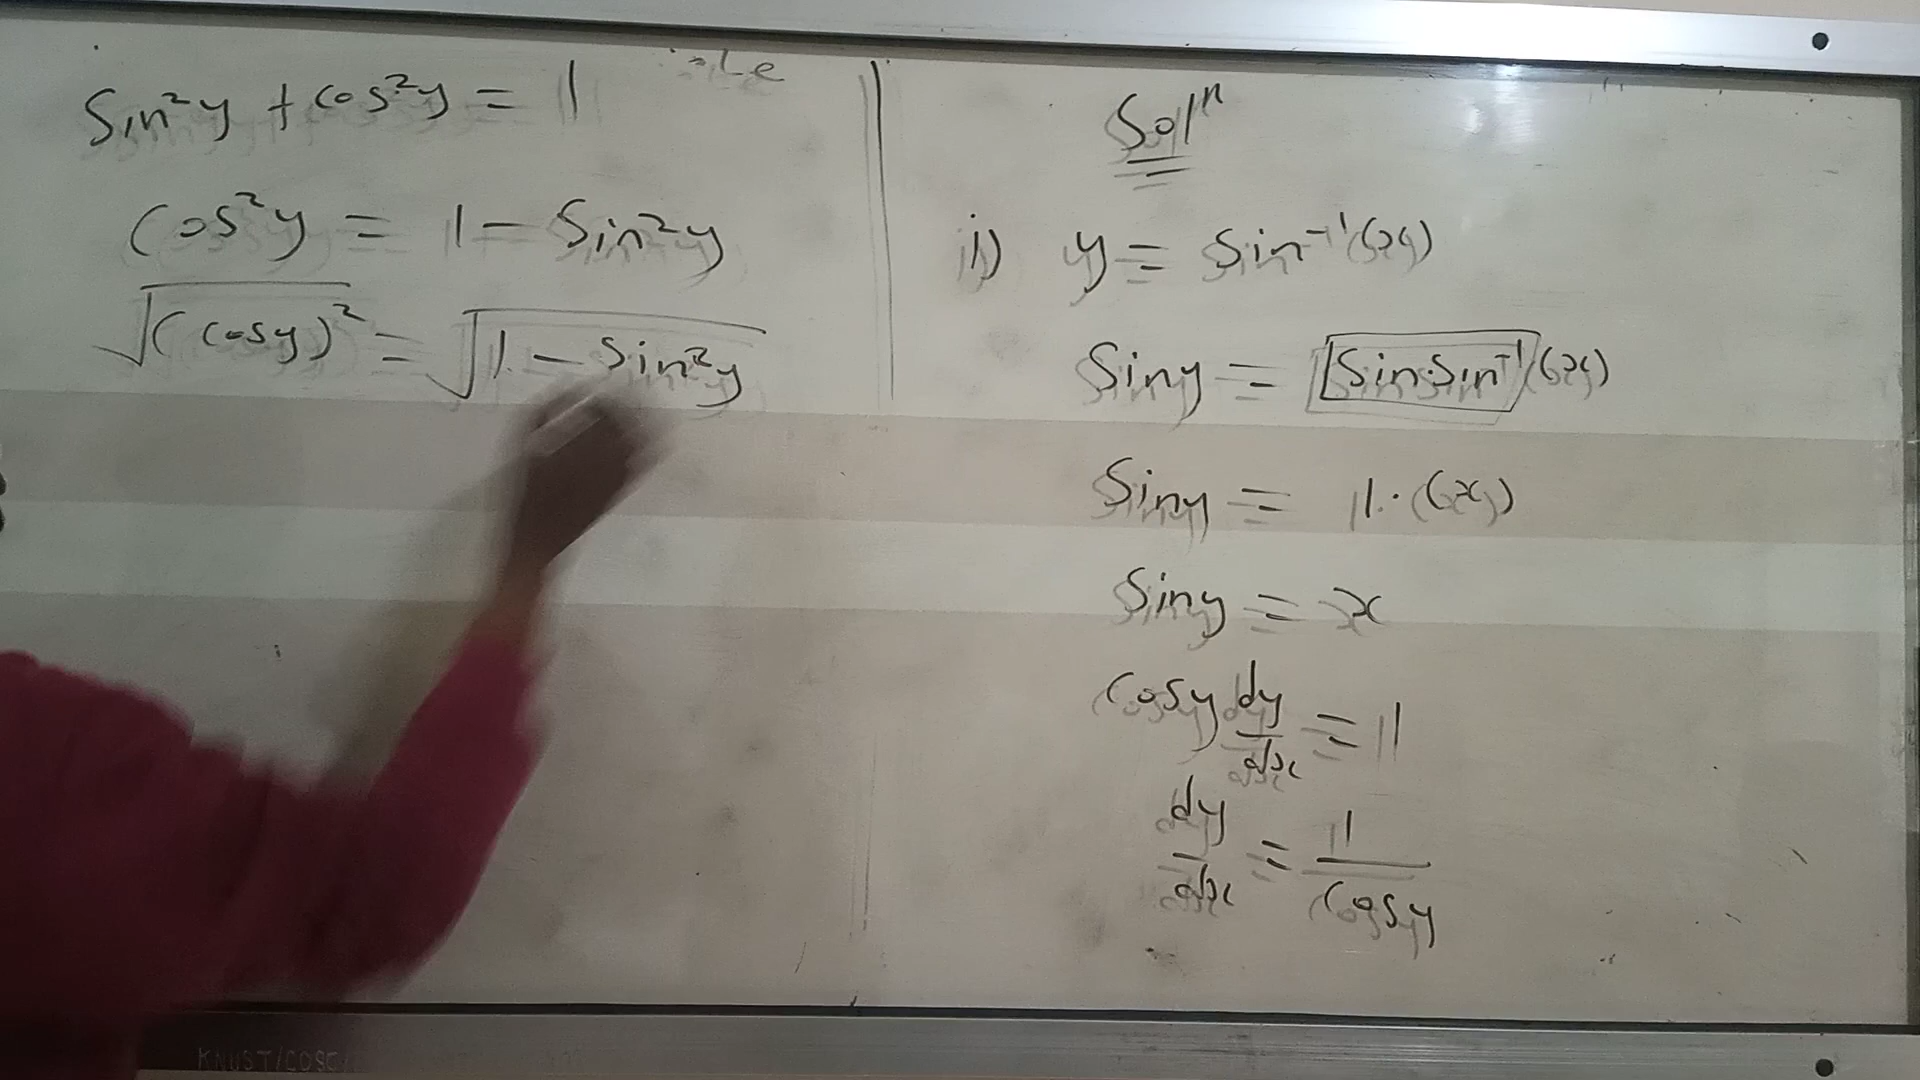 Sin²y + cos²y = 1
cos²y = 1 - Sin²y
√(cosy)² = √1 - Sin²y
Solⁿ
i) y = Sin⁻¹(x)
Siny = Sin·Sin⁻¹(x)
Siny = 1·(x)
Siny = x
Cosy dy/dx = 1
dy/dx = 1/Cosy